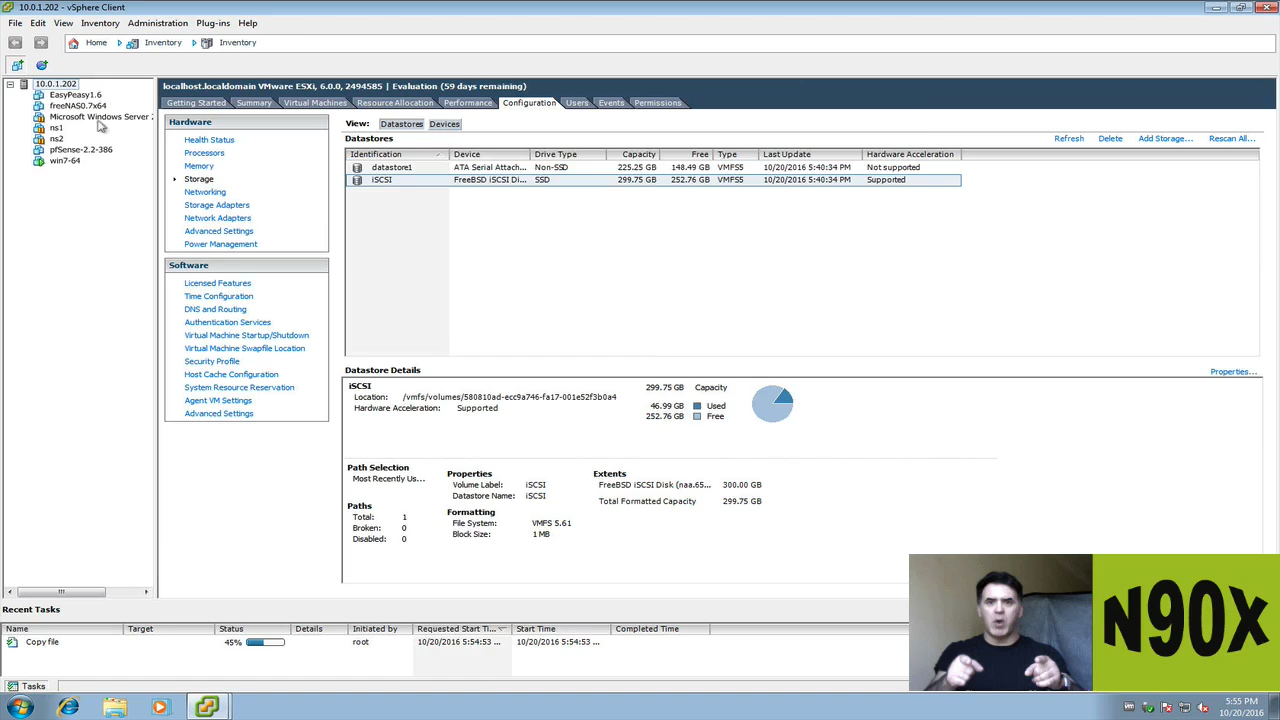 10.0.1.202 - vSphere Client
File Edit View Inventory Administration Plug-ins Help
Home Inventory Inventory
10.0.1.202
EasyPeasy1.6
freeNAS0.7x64
Microsoft Windows Server 2
ns1
ns2
pfSense-2.2-386
win7-64
localhost.localdomain VMware ESXi, 6.0.0, 2494585 | Evaluation (59 days remaining)
Getting Started Summary Virtual Machines Resource Allocation Performance Configuration Users Events Permissions
Hardware
Health Status
Processors
Memory
Storage
Networking
Storage Adapters
Network Adapters
Advanced Settings
Power Management
Software
Licensed Features
Time Configuration
DNS and Routing
Authentication Services
Virtual Machine Startup/Shutdown
Virtual Machine Swapfile Location
Security Profile
Host Cache Configuration
System Resource Reservation
Agent VM Settings
Advanced Settings
View: Datastores Devices
Datastores Refresh Delete Add Storage... Rescan All...
Identification Device Drive Type Capacity Free Type Last Update Hardware Acceleration
datastore1 ATA Serial Attach... Non-SSD 225.25 GB 148.49 GB VMFS5 10/20/2016 5:40:34 PM Not supported
iSCSI FreeBSD iSCSI Di... SSD 299.75 GB 252.76 GB VMFS5 10/20/2016 5:40:34 PM Supported
Datastore Details Properties...
iSCSI 299.75 GB Capacity
Location: /vmfs/volumes/580810ad-ecc9a746-fa17-001e52f3b0a4
Hardware Acceleration: Supported
46.99 GB Used
252.76 GB Free
Path Selection
Most Recently Us...
Paths
Total: 1
Broken: 0
Disabled: 0
Properties
Volume Label: iSCSI
Datastore Name: iSCSI
Formatting
File System: VMFS 5.61
Block Size: 1 MB
Extents
FreeBSD iSCSI Disk (naa.65... 300.00 GB
Total Formatted Capacity 299.75 GB
Recent Tasks
Name Target Status Details Initiated by Requested Start Ti... Start Time Completed Time
Copy file 45% root 10/20/2016 5:54:53 ... 10/20/2016 5:54:53 ...
Tasks
N90X
5:55 PM
10/20/2016